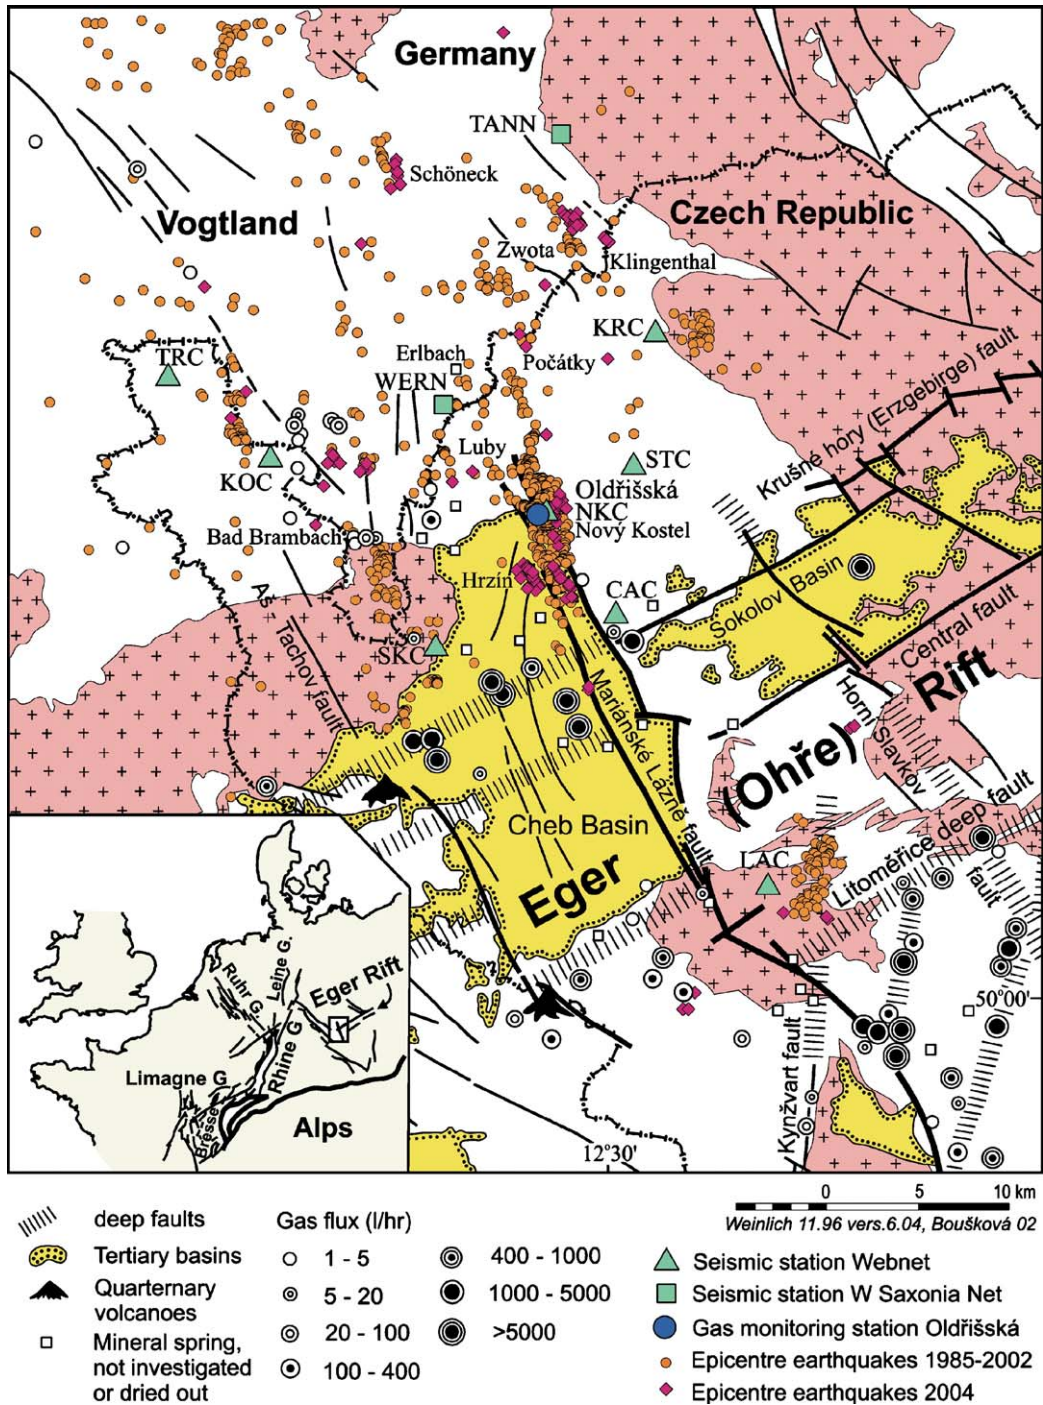 Germany
TANN
Schöneck
Vogtland
Czech Republic
Zwota
Klingenthal
KRC
TRC
Erlbach
Počátky
WERN
Krušné hory (Erzgebirge) fault
Luby
STC
KOC
Oldřišská
NKC
Nový Kostel
Bad Brambach
Hrzín
CAC
Sokolov Basin
Aš-
Tachov fault
SKC
Central fault
Rift
Mariánské Lázně fault
Horní Slavkov
fault
(Ohře)
Cheb Basin
Eger
LAC
Litoměřice deep fault
50°00'
Kynžvart fault
12°30'
Ruhr G.
Leine G.
Eger Rift
Rhine G
Limagne G
Bresse
Alps
0 5 10 km
Weinlich 11.96 vers.6.04, Boušková 02
deep faults
Tertiary basins
Quarternary
volcanoes
Mineral spring,
not investigated
or dried out
Gas flux (l/hr)
1 - 5
5 - 20
20 - 100
100 - 400
400 - 1000
1000 - 5000
>5000
Seismic station Webnet
Seismic station W Saxonia Net
Gas monitoring station Oldřišská
Epicentre earthquakes 1985-2002
Epicentre earthquakes 2004